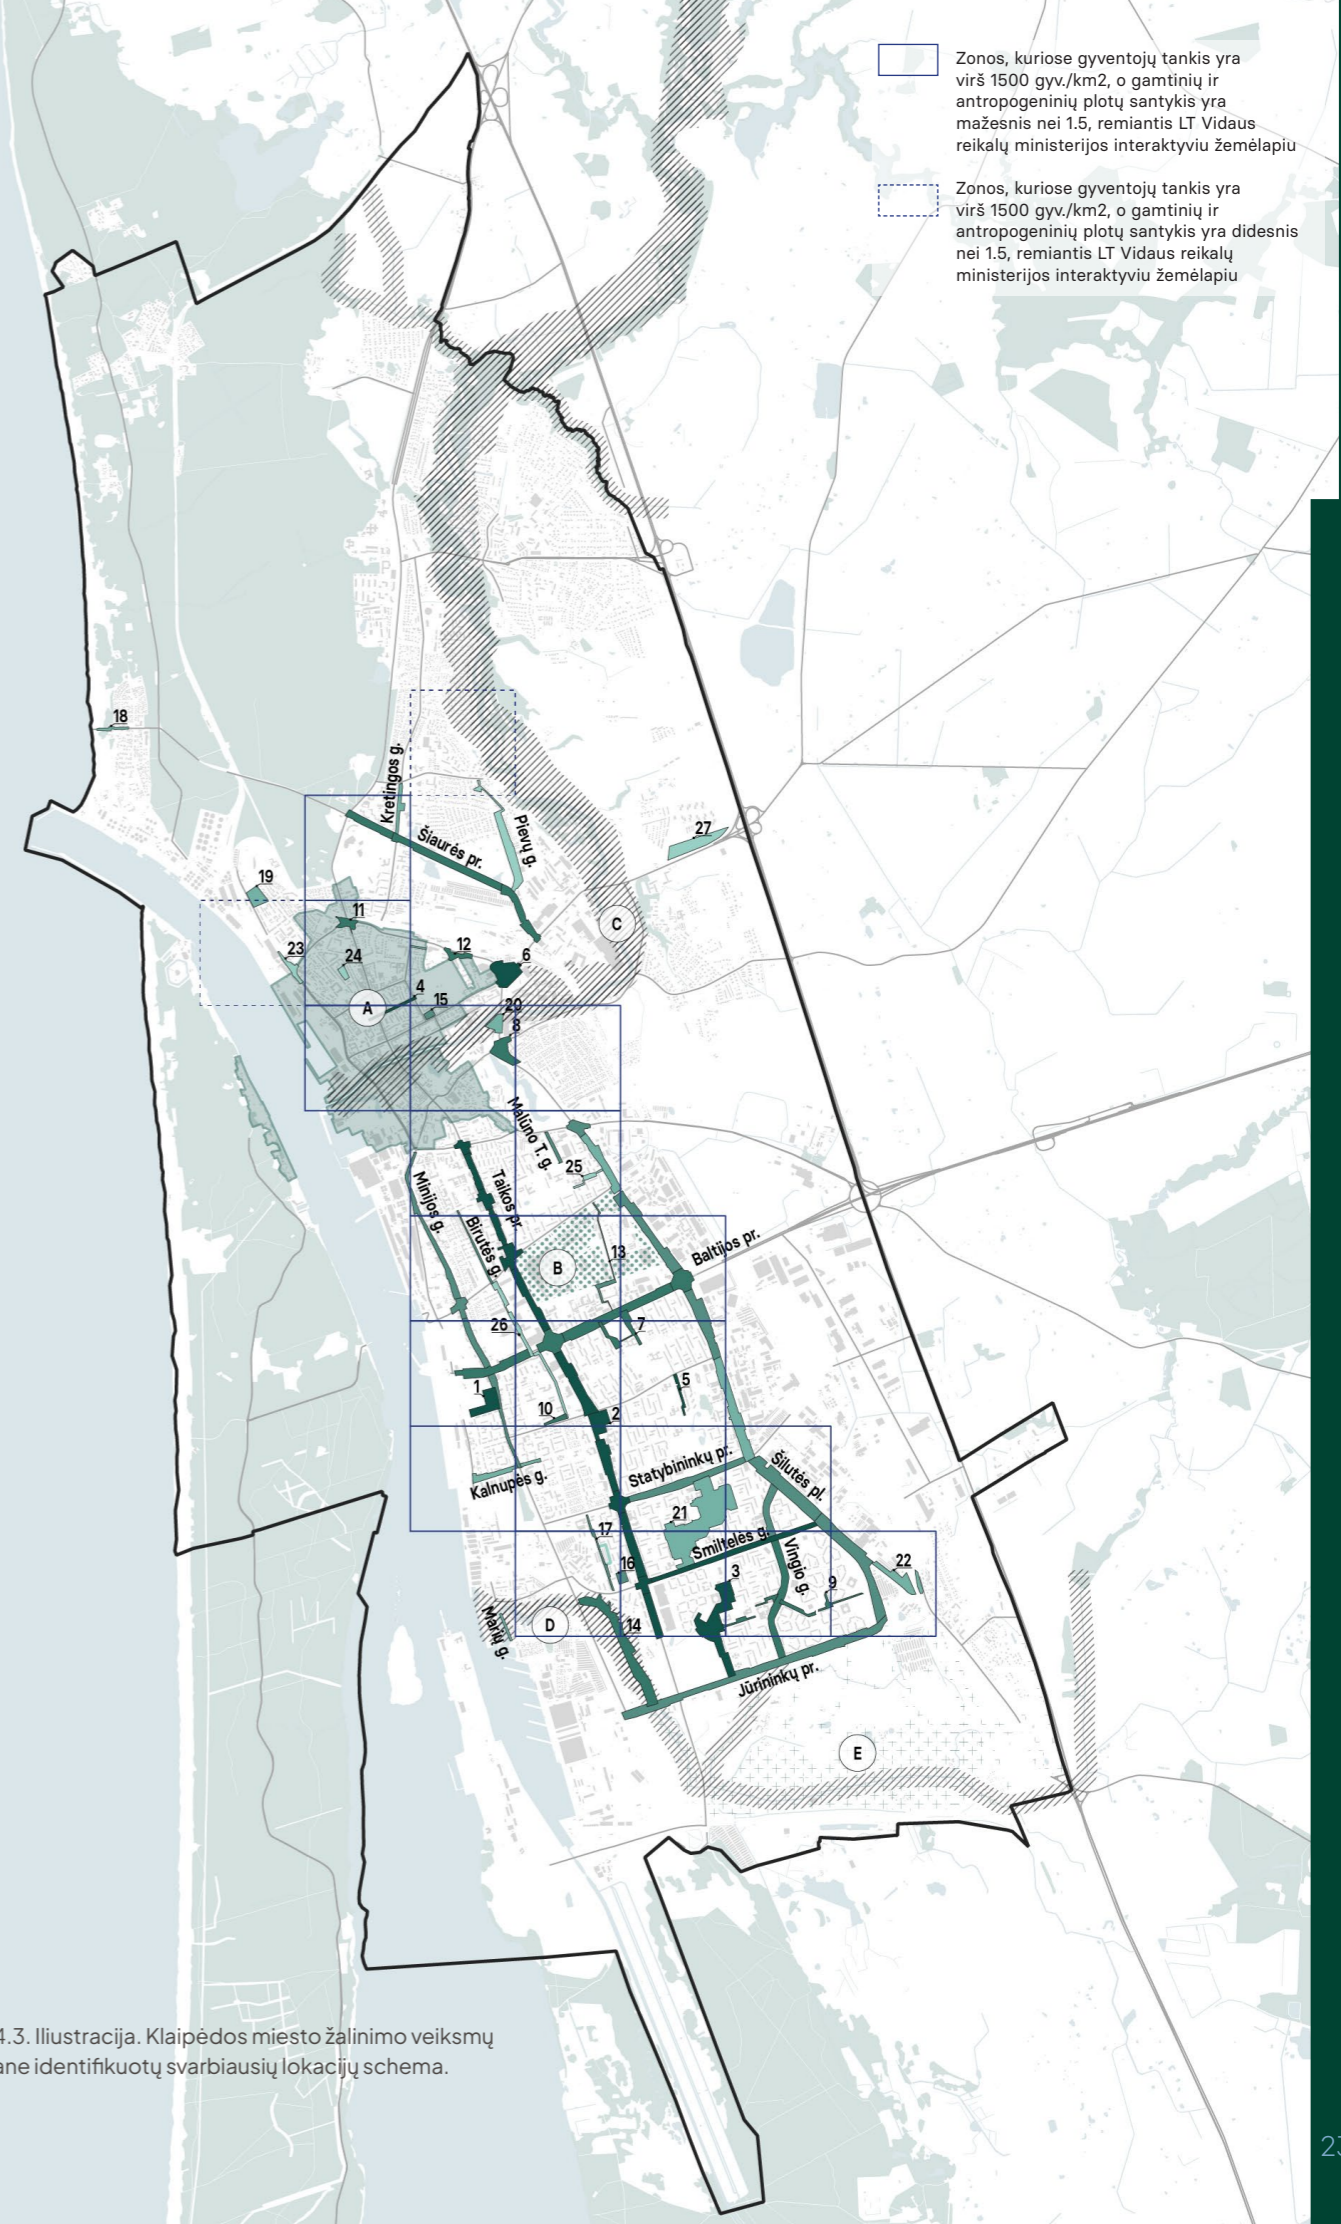 Zonos, kuriose gyventojų tankis yra
virš 1500 gyv./km2, o gamtinių ir
antropogeninių plotų santykis yra
mažesnis nei 1.5, remiantis LT Vidaus
reikalų ministerijos interaktyviu žemėlapiu
Zonos, kuriose gyventojų tankis yra
virš 1500 gyv./km2, o gamtinių ir
antropogeninių plotų santykis yra didesnis
nei 1.5, remiantis LT Vidaus reikalų
ministerijos interaktyviu žemėlapiu
18
Kretingos g.
Šiaurės pr.
Pievų g.
27
19
11
C
23
24
12
6
4
A
15
20
8
Malūno T. g.
25
Minijos g.
Taikos pr.
Birutės g.
13
Baltijos pr.
B
26
7
1
5
10
2
Statybininkų pr.
Šilutės pl.
Kalnupės g.
21
17
Smiltelės g.
Vingio g.
22
16
3
9
Marių g.
D
14
Jūrininkų pr.
E
4.3. Iliustracija. Klaipėdos miesto žalinimo veiksmų
ane identifikuotų svarbiausių lokacijų schema.